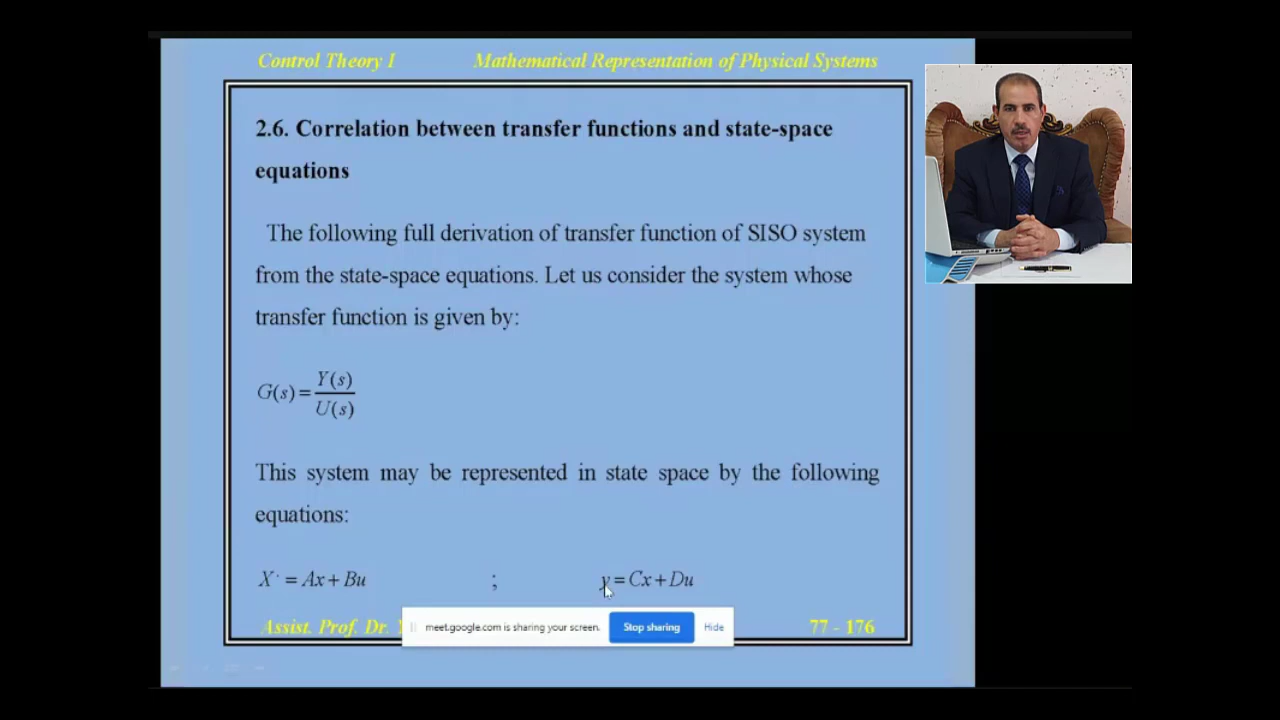 Control Theory I Mathematical Representation of Physical Systems
2.6. Correlation between transfer functions and state-space
equations
The following full derivation of transfer function of SISO system
from the state-space equations. Let us consider the system whose
transfer function is given by:
G(s) = Y(s) / U(s)
This system may be represented in state space by the following
equations:
X˙ = Ax + Bu ; y = Cx + Du
Assist. Prof. Dr. 77 - 176
meet.google.com is sharing your screen. Stop sharing Hide